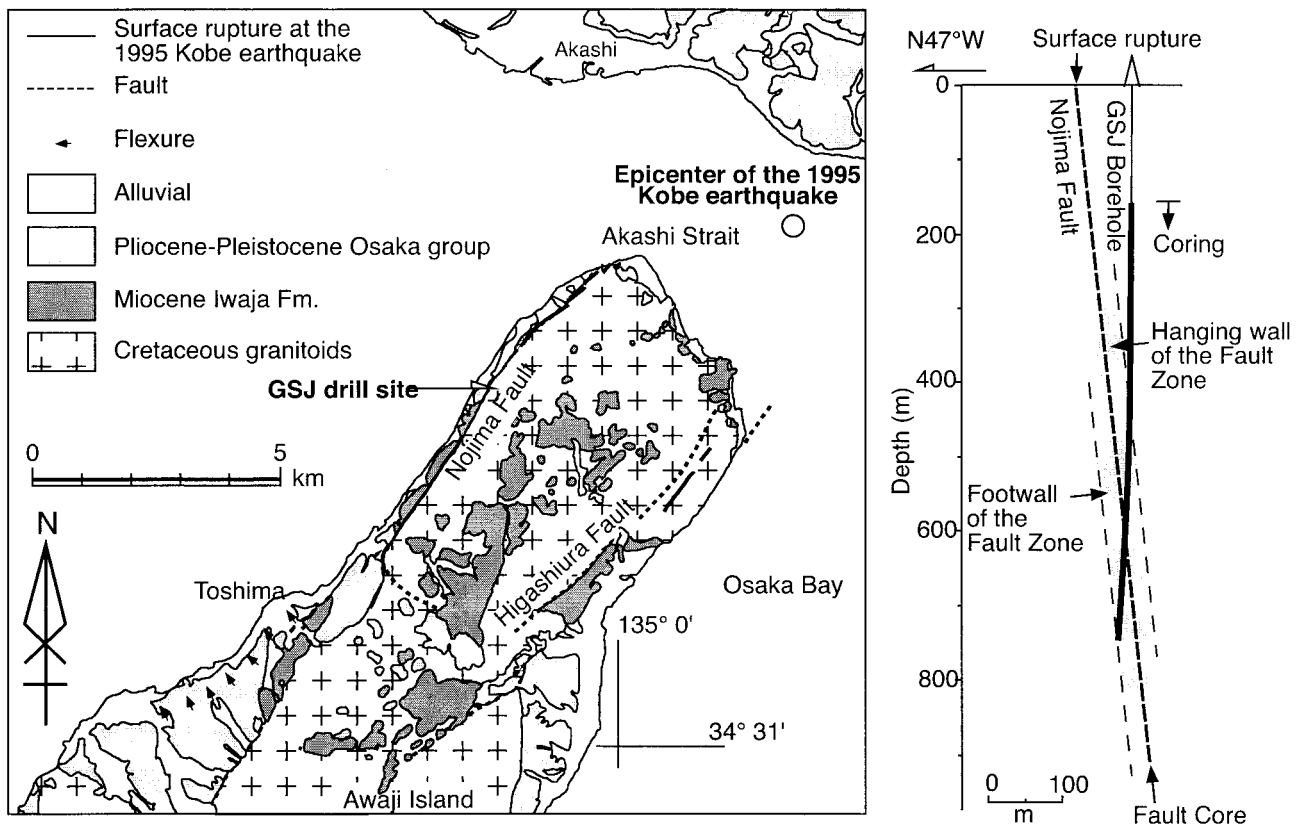 Surface rupture at the
1995 Kobe earthquake
Fault
Flexure
Alluvial
Pliocene-Pleistocene Osaka group
Miocene Iwaja Fm.
Cretaceous granitoids
Akashi
Epicenter of the 1995
Kobe earthquake
Akashi Strait
GSJ drill site
Nojima Fault
0 5
km
N
Higashiura Fault
Toshima
Osaka Bay
135° 0'
34° 31'
Awaji Island
N47°W
Surface rupture
0
Nojima Fault
GSJ Borehole
Coring
200
Hanging wall
of the Fault
Zone
400
Depth (m)
Footwall
of the
Fault Zone
600
800
0 100
m
Fault Core